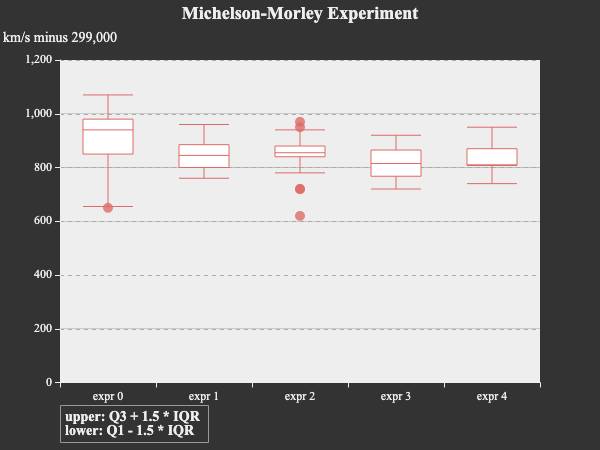 Michelson-Morley Experiment
km/s minus 299,000
1,200
1,000
800
600
400
200
0
expr 0 expr 1 expr 2 expr 3 expr 4
upper: Q3 + 1.5 * IQR
lower: Q1 - 1.5 * IQR